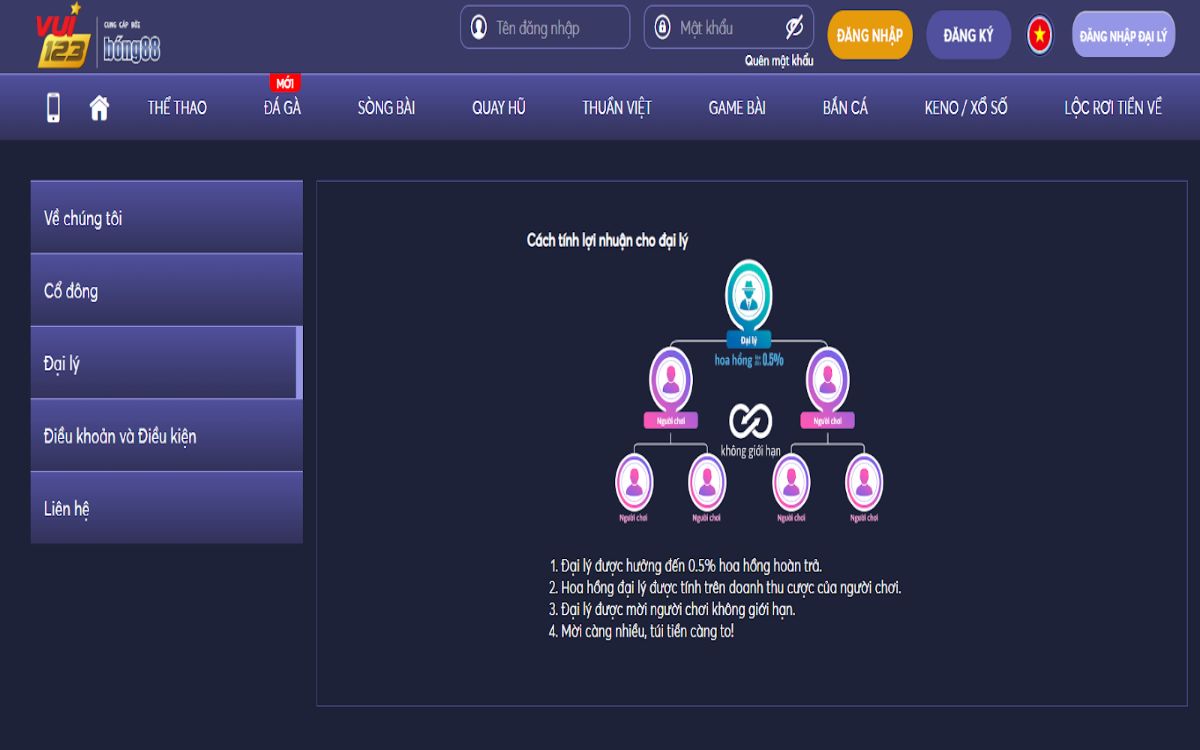 VUI
123
CUNG CẤP BỞI
bóng88
Tên đăng nhập
Mật khẩu
ĐĂNG NHẬP
ĐĂNG KÝ
ĐĂNG NHẬP ĐẠI LÝ
Quên mật khẩu
MỚI
THỂ THAO
ĐÁ GÀ
SÒNG BÀI
QUAY HŨ
THUẦN VIỆT
GAME BÀI
BẮN CÁ
KENO / XỔ SỐ
LỘC RƠI TIỀN VỀ
Về chúng tôi
Cổ đông
Đại lý
Điều khoản và Điều kiện
Liên hệ
Cách tính lợi nhuận cho đại lý
Đại lý
hoa hồng 0.5%
Người chơi
Người chơi
không giới hạn
Người chơi
Người chơi
Người chơi
Người chơi
1. Đại lý được hưởng đến 0.5% hoa hồng hoàn trả.
2. Hoa hồng đại lý được tính trên doanh thu cược của người chơi.
3. Đại lý được mời người chơi không giới hạn.
4. Mời càng nhiều, túi tiền càng to!